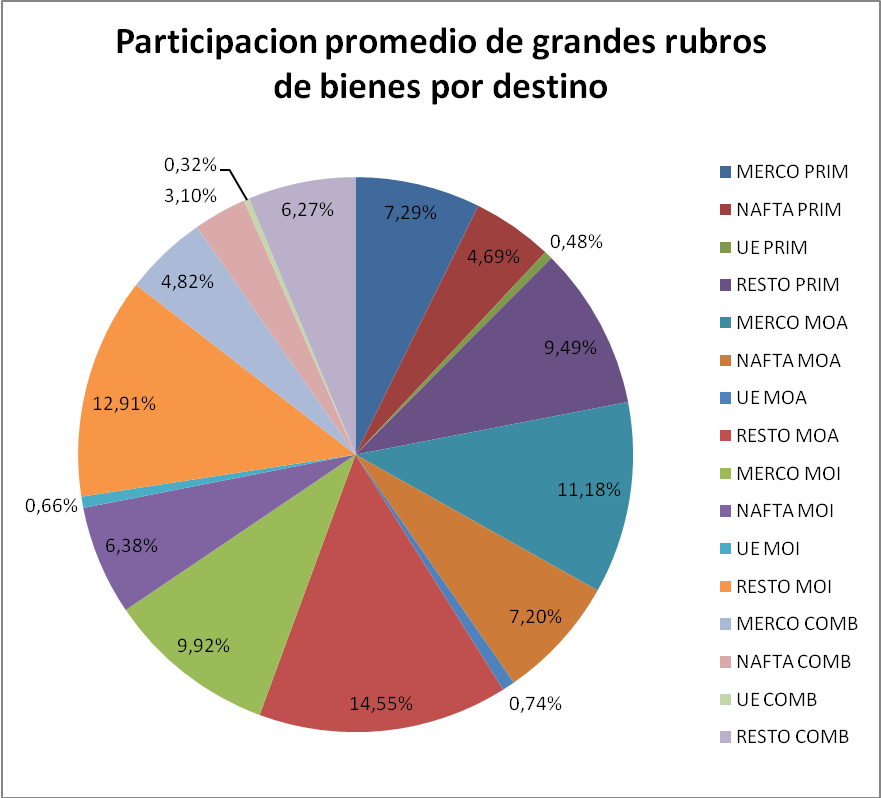 Participacion promedio de grandes rubros
de bienes por destino
0,32%
3,10%
6,27%
7,29%
4,69%
0,48%
4,82%
9,49%
12,91%
11,18%
0,66%
6,38%
7,20%
9,92%
14,55%
0,74%
MERCO PRIM
NAFTA PRIM
UE PRIM
RESTO PRIM
MERCO MOA
NAFTA MOA
UE MOA
RESTO MOA
MERCO MOI
NAFTA MOI
UE MOI
RESTO MOI
MERCO COMB
NAFTA COMB
UE COMB
RESTO COMB